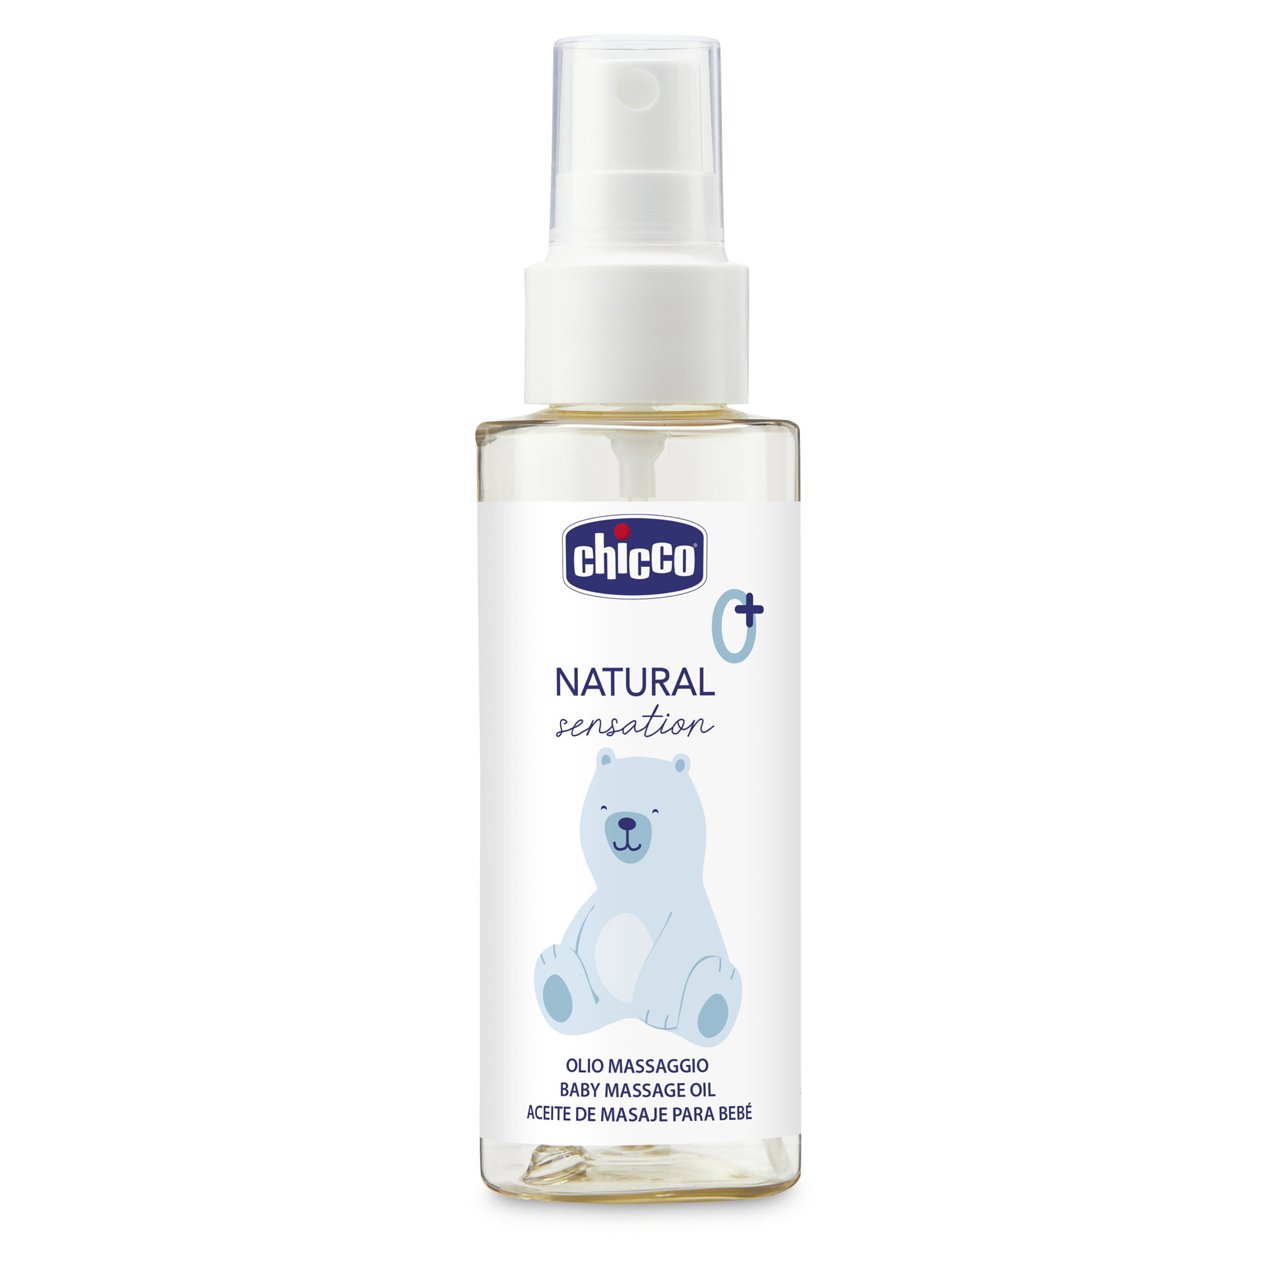 chicco
0+
NATURAL
sensation
OLIO MASSAGGIO
BABY MASSAGE OIL
ACEITE DE MASAJE PARA BEBÉ